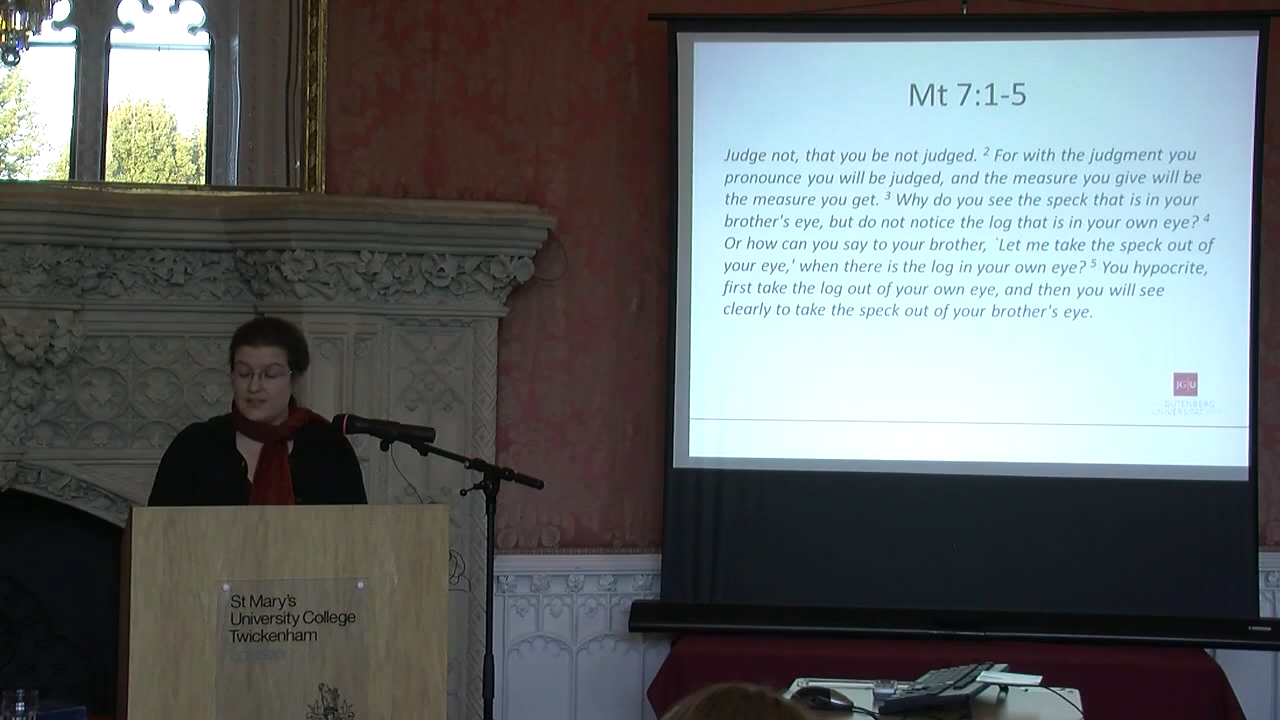 Mt 7:1-5
Judge not, that you be not judged. 2 For with the judgment you
pronounce you will be judged, and the measure you give will be
the measure you get. 3 Why do you see the speck that is in your
brother's eye, but do not notice the log that is in your own eye? 4
Or how can you say to your brother, `Let me take the speck out of
your eye,' when there is the log in your own eye? 5 You hypocrite,
first take the log out of your own eye, and then you will see
clearly to take the speck out of your brother's eye.
JG|U
GUTENBERG
UNIVERSITÄT
St Mary's
University College
Twickenham
London